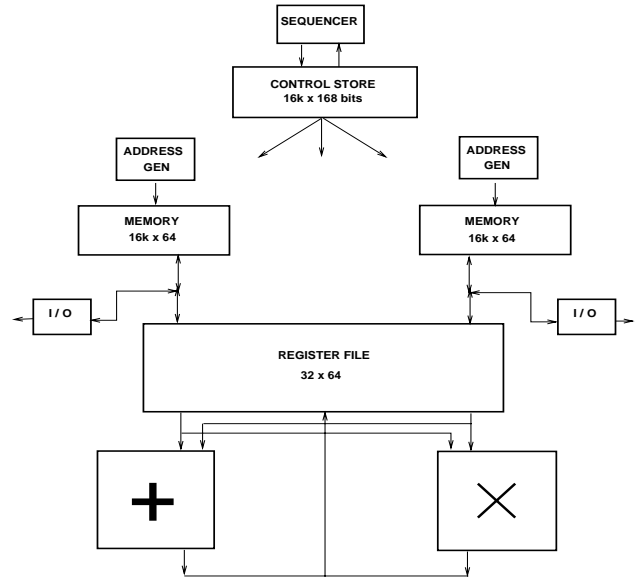 SEQUENCER
CONTROL STORE
16k x 168 bits
ADDRESS
GEN
ADDRESS
GEN
MEMORY
16k x 64
MEMORY
16k x 64
I / O
I / O
REGISTER FILE
32 x 64